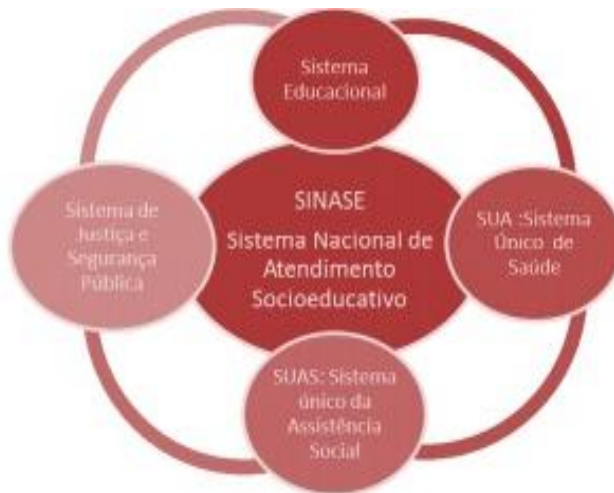 Sistema
Educacional
SINASE
Sistema Nacional de
Atendimento
Socioeducativo
Sistema de
Justiça e
Segurança
Pública
SUA :Sistema
Único de
Saúde
SUAS: Sistema
único da
Assistência
Social